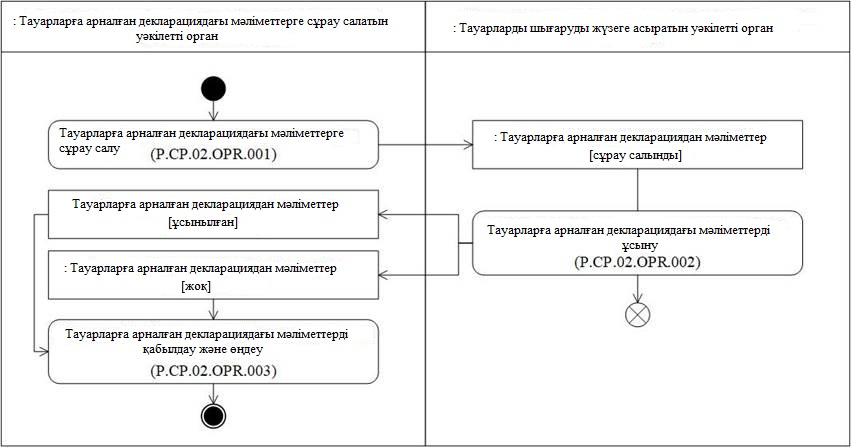 : Тауарларға арналған декларациядағы мәліметтерге сұрау салатын
уәкілетті орган
: Тауарларды шығаруды жүзеге асыратын уәкілетті орган
Тауарларға арналған декларациядағы мәліметтерге
сұрау салу
(P.CP.02.OPR.001)
: Тауарларға арналған декларациядан мәліметтер
[сұрау салынды]
Тауарларға арналған декларациядан мәліметтер
[ұсынылған]
Тауарларға арналған декларациядағы мәліметтерді
ұсыну
(P.CP.02.OPR.002)
: Тауарларға арналған декларациядан мәліметтер
[жоқ]
Тауарларға арналған декларациядағы мәліметтерді
қабылдау және өңдеу
(P.CP.02.OPR.003)